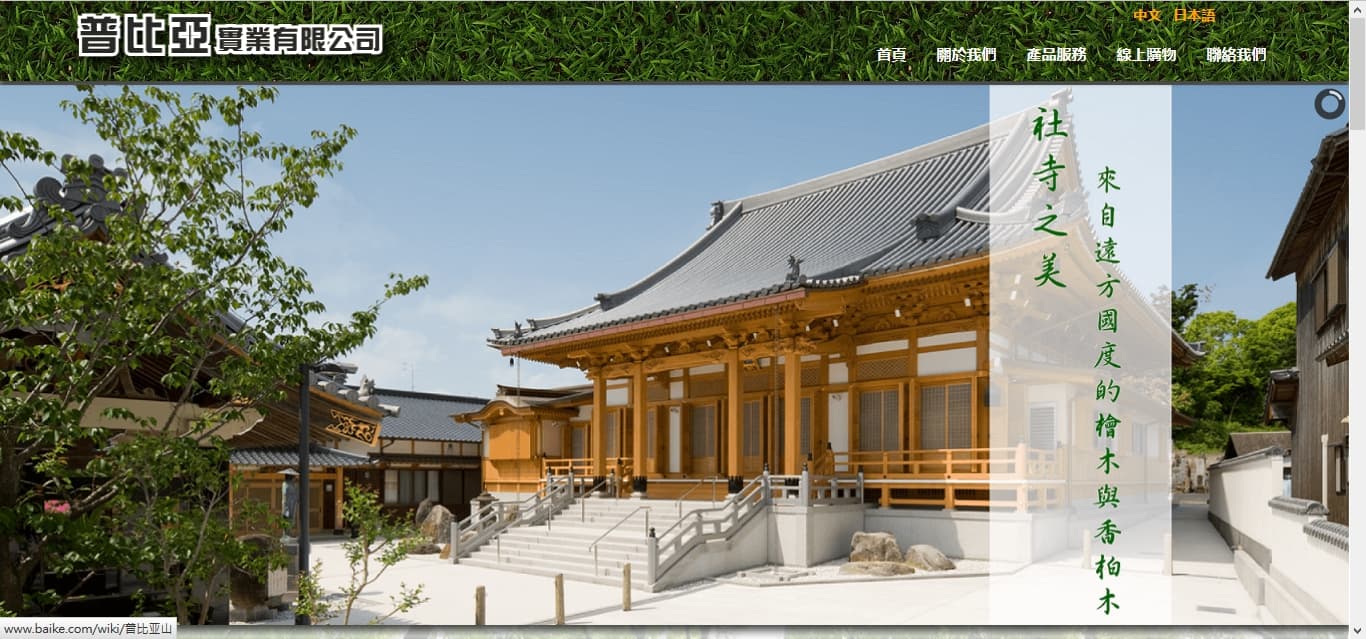 普比亞實業有限公司
中文 日本語
首頁 關於我們 產品服務 線上購物 聯絡我們
社寺之美
來自遠方國度的檜木與香柏木
www.baike.com/wiki/普比亚山